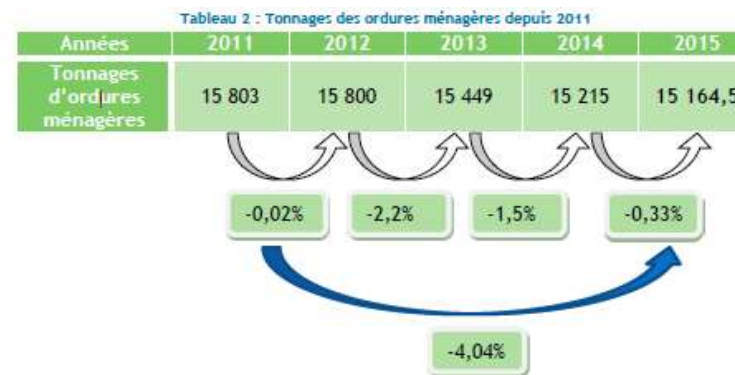 Tableau 2 : Tonnages des ordures ménagères depuis 2011
Années 2011 2012 2013 2014 2015
Tonnages
d'ordures
ménagères
15 803 15 800 15 449 15 215 15 164,5
-0,02% -2,2% -1,5% -0,33%
-4,04%